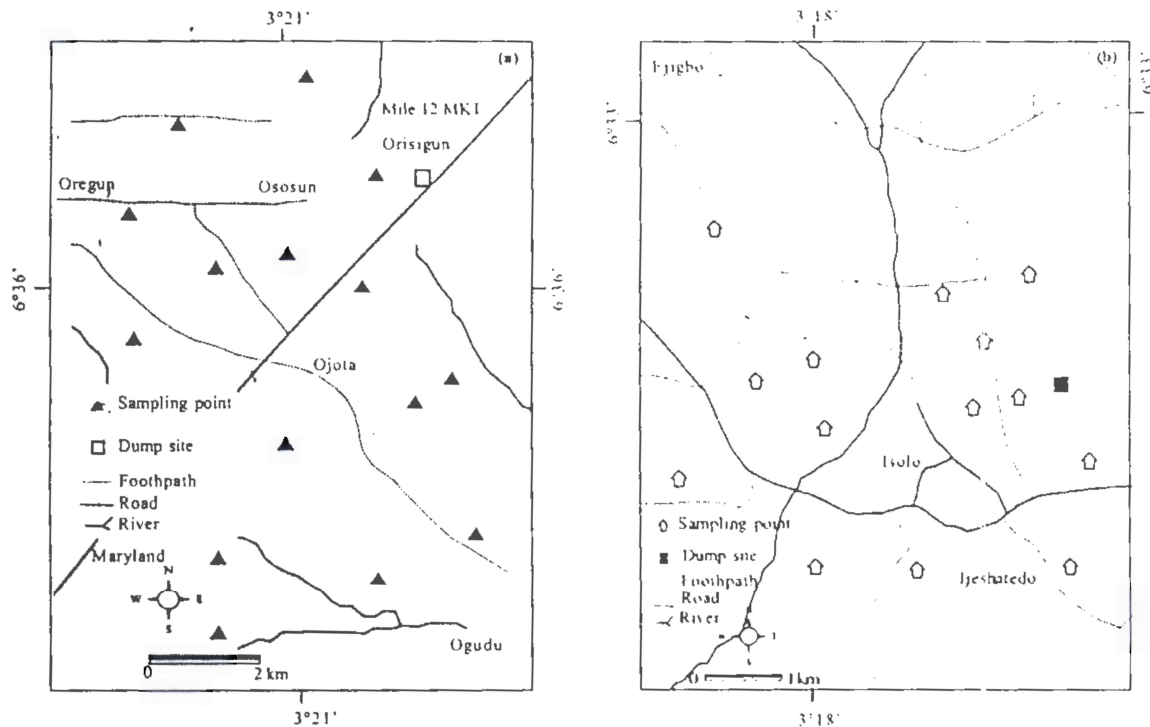 3°21'
(a)
Mile 12 MKT
Orisigun
Oregun
Ososun
6°36'
6°36'
Ojota
Sampling point
Dump site
Foothpath
Road
River
Maryland
N
W
E
S
0 2 km
Ogudu
3°21'
3°18'
(b)
Ejigbo
6°33'
6°33'
Isolo
Sampling point
Dump site
Foothpath
Road
River
Ijeshatedo
0 1km
3°18'